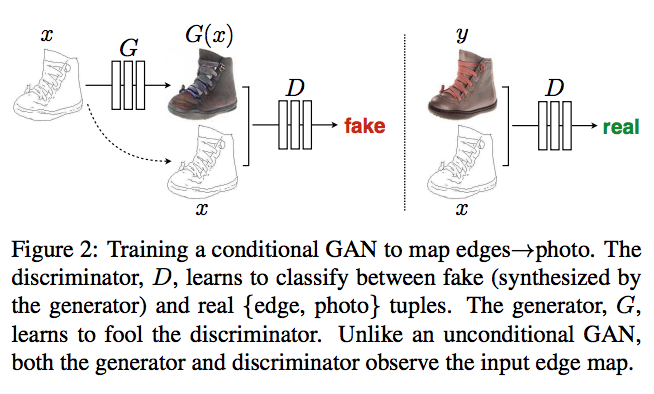 x
G
G(x)
D
fake
x
y
D
real
x
Figure 2: Training a conditional GAN to map edges→photo. The
discriminator, D, learns to classify between fake (synthesized by
the generator) and real {edge, photo} tuples. The generator, G,
learns to fool the discriminator. Unlike an unconditional GAN,
both the generator and discriminator observe the input edge map.